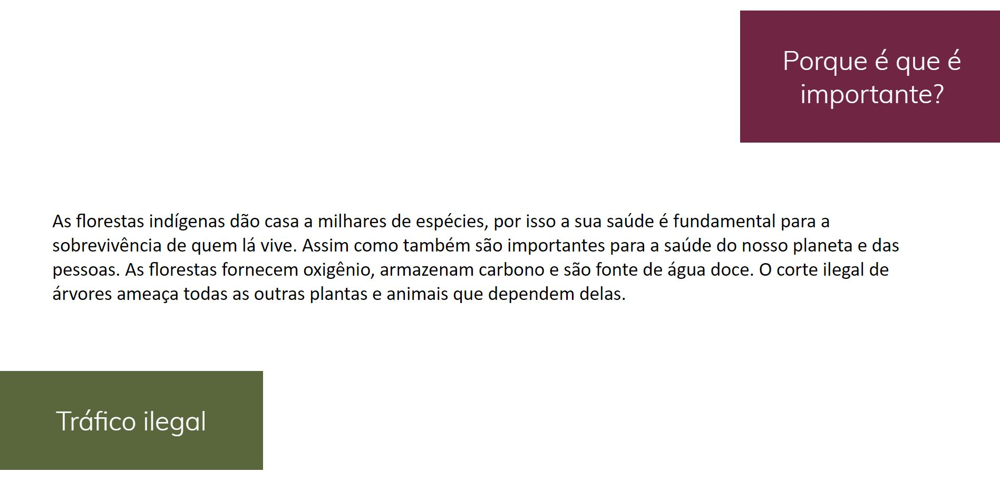 Porque é que é
importante?
As florestas indígenas dão casa a milhares de espécies, por isso a sua saúde é fundamental para a
sobrevivência de quem lá vive. Assim como também são importantes para a saúde do nosso planeta e das
pessoas. As florestas fornecem oxigênio, armazenam carbono e são fonte de água doce. O corte ilegal de
árvores ameaça todas as outras plantas e animais que dependem delas.
Tráfico ilegal